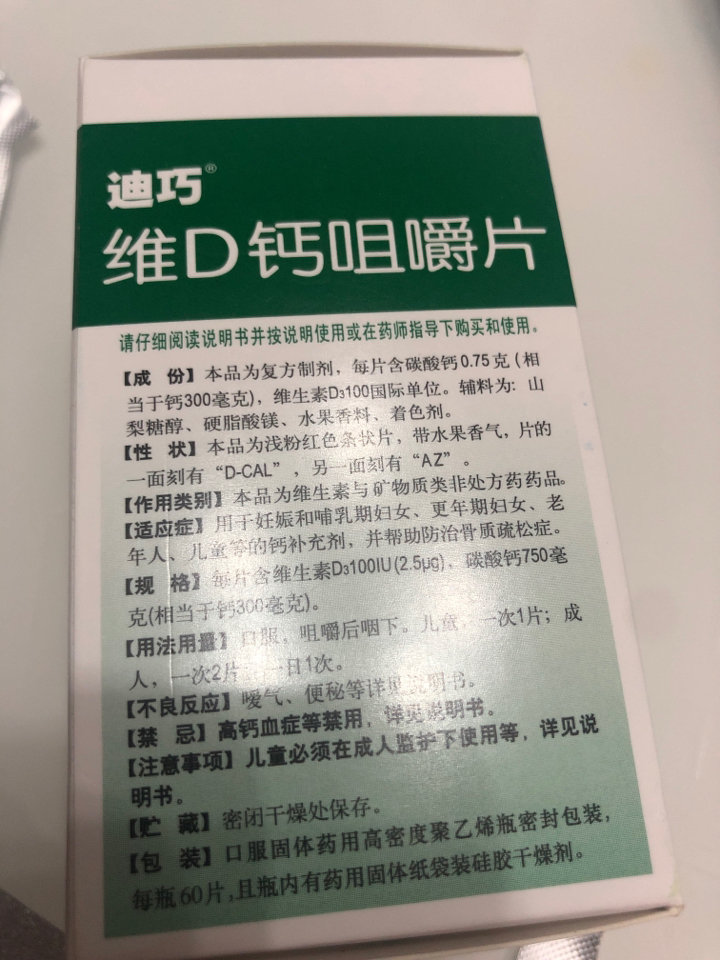 迪巧®
维D钙咀嚼片
请仔细阅读说明书并按说明使用或在药师指导下购买和使用。
【成 份】本品为复方制剂，每片含碳酸钙0.75克（相
当于钙300毫克），维生素D₃100国际单位。辅料为：山
梨糖醇、硬脂酸镁、水果香料、着色剂。
【性 状】本品为浅粉红色条状片，带水果香气，片的
一面刻有“D-CAL”，另一面刻有“AZ”。
【作用类别】本品为维生素与矿物质类非处方药药品。
【适应症】用于妊娠和哺乳期妇女、更年期妇女、老
年人、儿童等的钙补充剂，并帮助防治骨质疏松症。
【规 格】每片含维生素D₃100IU(2.5μg)，碳酸钙750毫
克(相当于钙300毫克)。
【用法用量】口服，咀嚼后咽下。儿童，一次1片；成
人，一次2片，一日1次。
【不良反应】嗳气、便秘等详见说明书。
【禁 忌】高钙血症等禁用，详见说明书。
【注意事项】儿童必须在成人监护下使用等，详见说
明书。
【贮 藏】密闭干燥处保存。
【包 装】口服固体药用高密度聚乙烯瓶密封包装，
每瓶60片,且瓶内有药用固体纸袋装硅胶干燥剂。